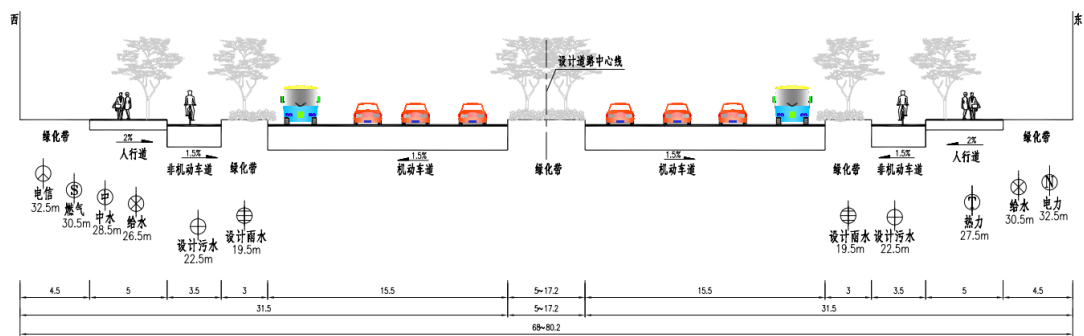 西
东
设计道路中心线
绿化带
2%
人行道
1.5%
非机动车道
绿化带
1.5%
机动车道
绿化带
1.5%
机动车道
绿化带
1.5%
非机动车道
2%
人行道
绿化带
电信
32.5m
S
燃气
30.5m
中
中水
28.5m
给水
26.5m
设计污水
22.5m
设计雨水
19.5m
设计雨水
19.5m
设计污水
22.5m
T
热力
27.5m
给水
30.5m
N
电力
32.5m
4.5 5 3.5 3 15.5 5~17.2 15.5 3 3.5 5 4.5
31.5 5~17.2 31.5
68~80.2